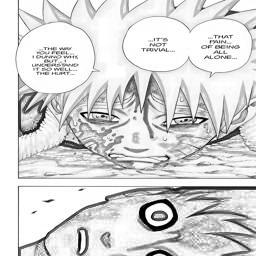 ...THAT
PAIN...
OF BEING
ALL
ALONE...
...IT'S
NOT
TRIVIAL...
...THE WAY
YOU FEEL...
I DUNNO WHY,
BUT... I
UNDERSTAND
IT SO WELL...
THE HURT...